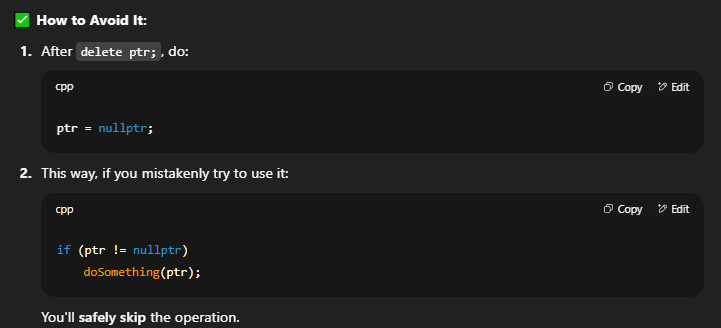 ✅ How to Avoid It:
1. After delete ptr;, do:
cpp Copy Edit
ptr = nullptr;
2. This way, if you mistakenly try to use it:
cpp Copy Edit
if (ptr != nullptr)
    doSomething(ptr);
You'll safely skip the operation.